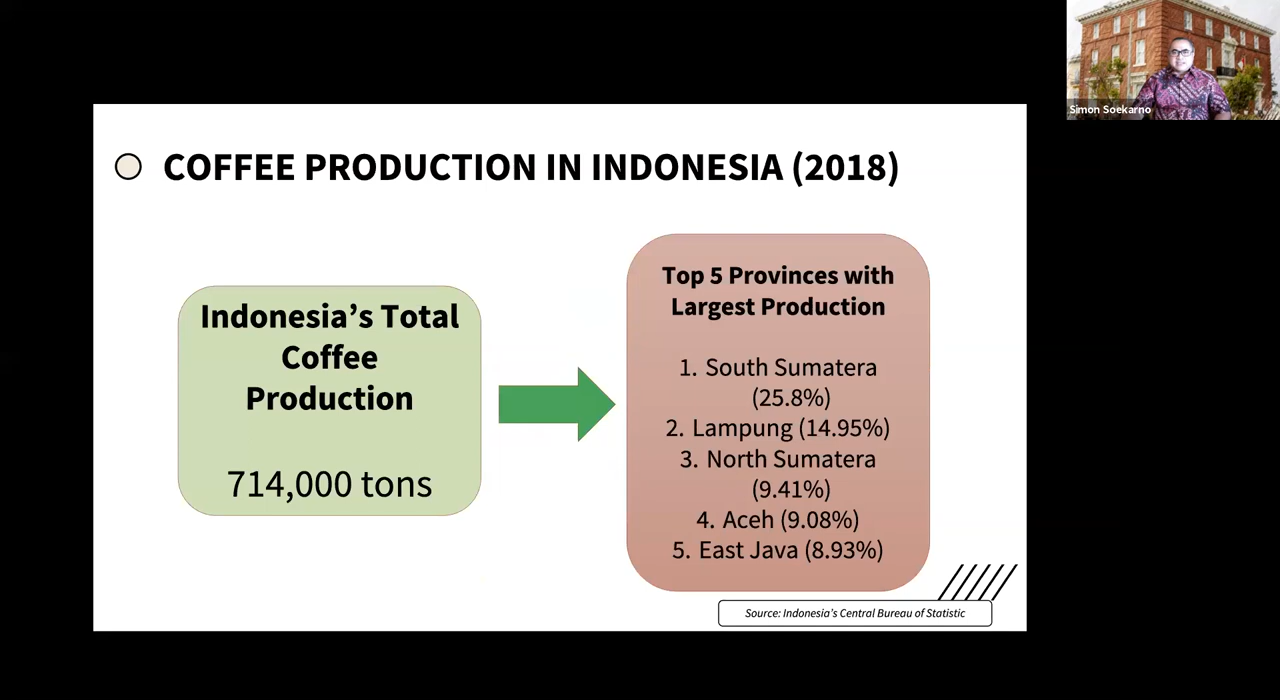 Simon Soekarno
COFFEE PRODUCTION IN INDONESIA (2018)
Indonesia’s Total
Coffee
Production
714,000 tons
Top 5 Provinces with
Largest Production
1. South Sumatera
(25.8%)
2. Lampung (14.95%)
3. North Sumatera
(9.41%)
4. Aceh (9.08%)
5. East Java (8.93%)
Source: Indonesia’s Central Bureau of Statistic